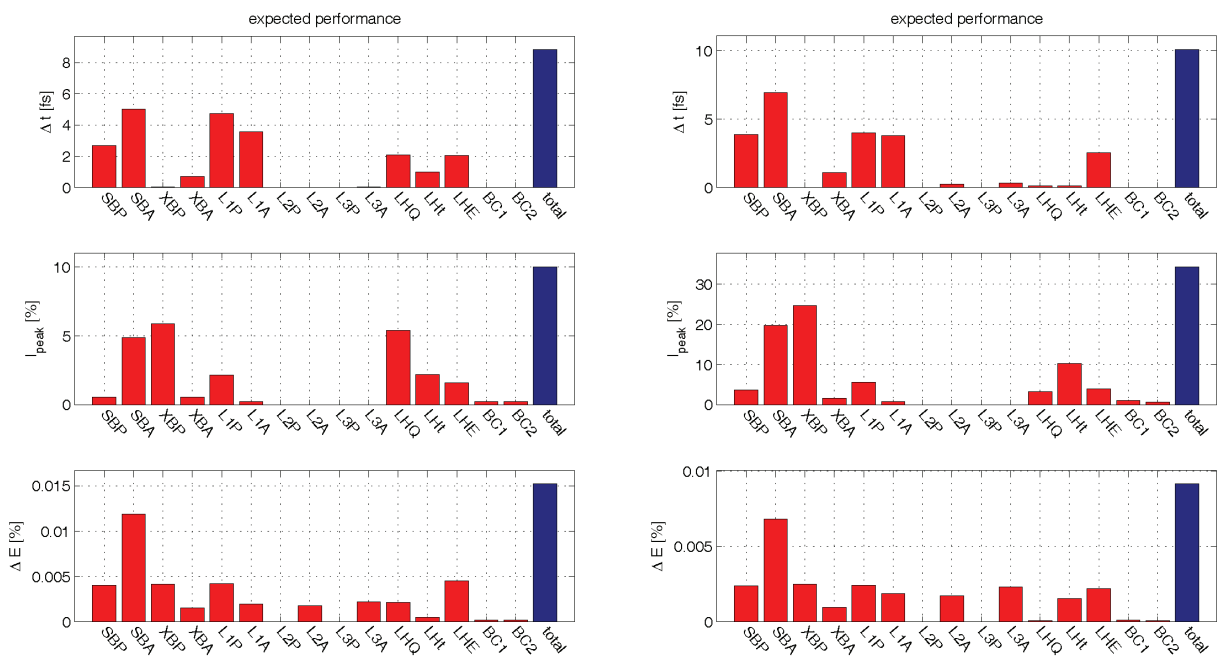 expected performance
8
6
4
2
0
Δ t [fs]
SBP SBA XBP XBA L1P L1A L2P L2A L3P L3A LHQ LHt LHE BC1 BC2 total
expected performance
10
5
0
Δ t [fs]
SBP SBA XBP XBA L1P L1A L2P L2A L3P L3A LHQ LHt LHE BC1 BC2 total
10
5
0
I_peak [%]
SBP SBA XBP XBA L1P L1A L2P L2A L3P L3A LHQ LHt LHE BC1 BC2 total
30
20
10
0
I_peak [%]
SBP SBA XBP XBA L1P L1A L2P L2A L3P L3A LHQ LHt LHE BC1 BC2 total
0.015
0.01
0.005
0
Δ E [%]
SBP SBA XBP XBA L1P L1A L2P L2A L3P L3A LHQ LHt LHE BC1 BC2 total
0.01
0.005
0
Δ E [%]
SBP SBA XBP XBA L1P L1A L2P L2A L3P L3A LHQ LHt LHE BC1 BC2 total